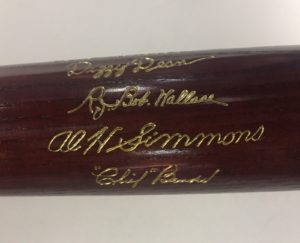 Dizzy Dean
R. Bob. Wallace
Al H Simmons
"Chief" Bender